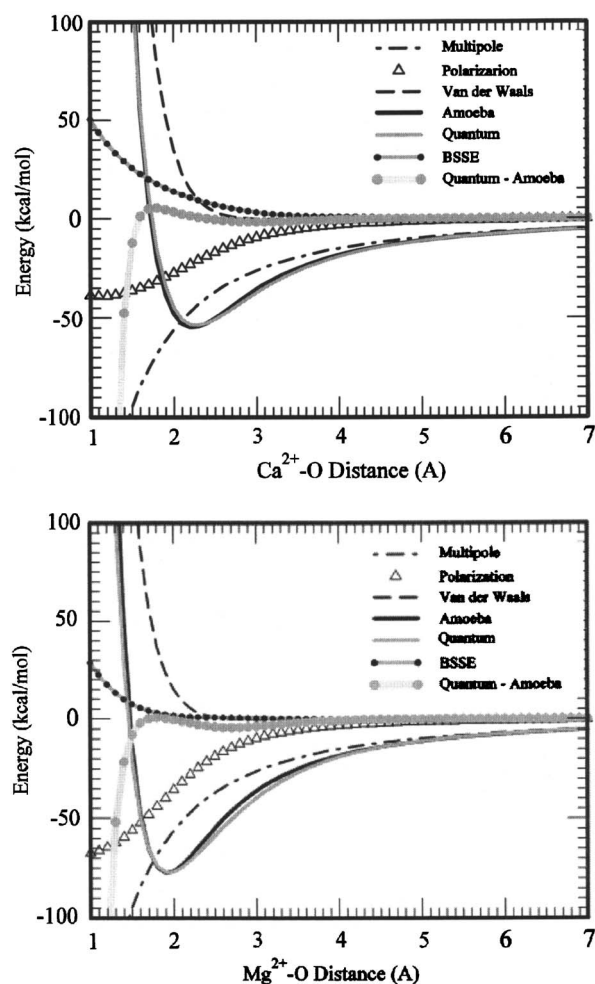 100
50
0
-50
-100
Energy (kcal/mol)
Multipole
Polarizarion
Van der Waals
Amoeba
Quantum
BSSE
Quantum - Amoeba
1 2 3 4 5 6 7
Ca2+-O Distance (A)
100
50
0
-50
-100
Energy (kcal/mol)
Multipole
Polarization
Van der Waals
Amoeba
Quantum
BSSE
Quantum - Amoeba
1 2 3 4 5 6 7
Mg2+-O Distance (A)